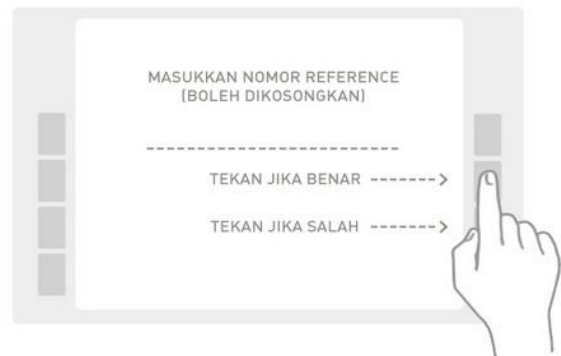 MASUKKAN NOMOR REFERENCE
(BOLEH DIKOSONGKAN)
TEKAN JIKA BENAR ------->
TEKAN JIKA SALAH ------->